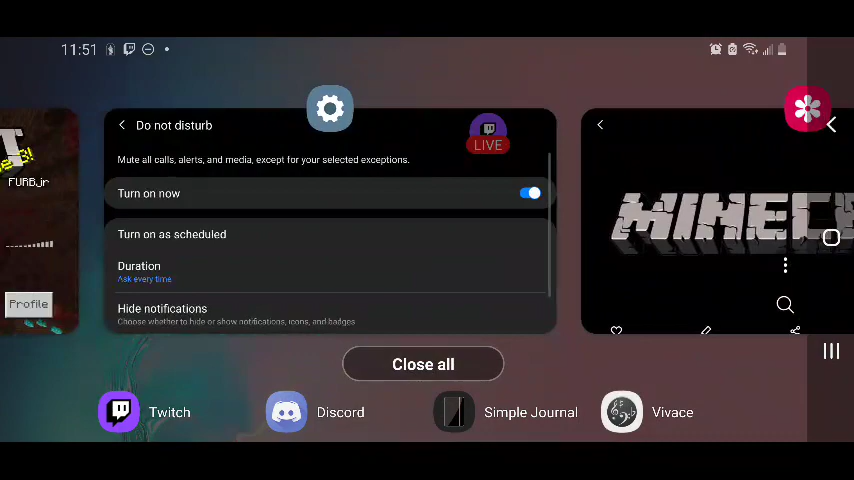 11:51
Do not disturb
LIVE
Mute all calls, alerts, and media, except for your selected exceptions.
Turn on now
Turn on as scheduled
Duration
Ask every time
Hide notifications
Choose whether to hide or show notifications, icons, and badges
FURBjr
Profile
MINEC
Close all
Twitch
Discord
Simple Journal
Vivace